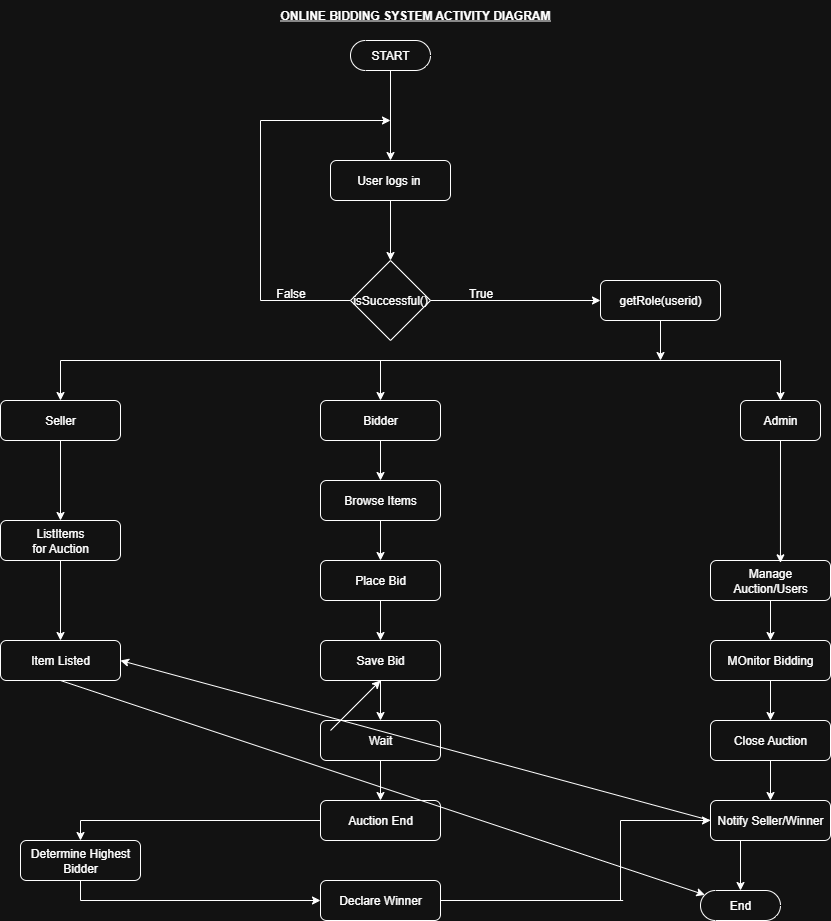 ONLINE BIDDING SYSTEM ACTIVITY DIAGRAM
START
User logs in
False
isSuccessful()
True
getRole(userid)
Seller
Bidder
Admin
Browse Items
ListItems
for Auction
Place Bid
Manage
Auction/Users
Item Listed
Save Bid
MOnitor Bidding
Wait
Close Auction
Auction End
Notify Seller/Winner
Determine Highest
Bidder
Declare Winner
End